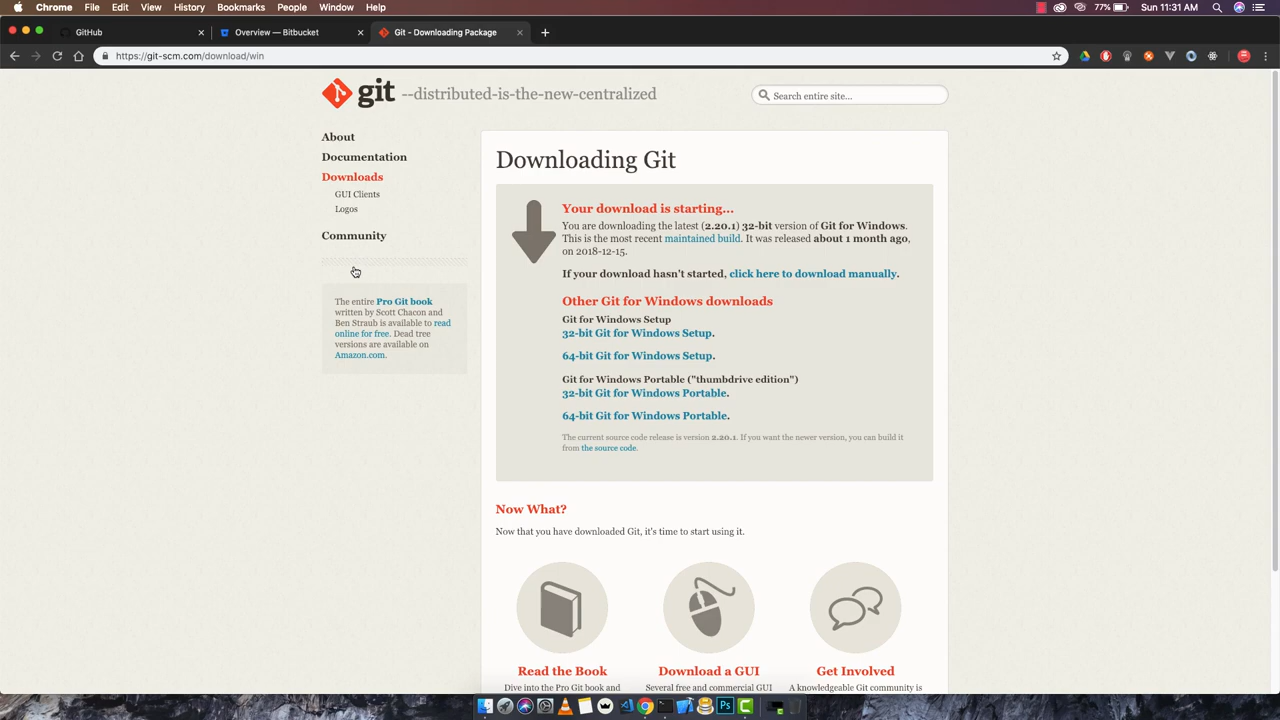 Chrome File Edit View History Bookmarks People Window Help 77% Sun 11:31 AM
GitHub Overview — Bitbucket Git - Downloading Package
https://git-scm.com/download/win
git --distributed-is-the-new-centralized
Search entire site...
About
Documentation
Downloads
GUI Clients
Logos
Community
The entire Pro Git book
written by Scott Chacon and
Ben Straub is available to read
online for free. Dead tree
versions are available on
Amazon.com.
Downloading Git
Your download is starting...
You are downloading the latest (2.20.1) 32-bit version of Git for Windows.
This is the most recent maintained build. It was released about 1 month ago,
on 2018-12-15.
If your download hasn't started, click here to download manually.
Other Git for Windows downloads
Git for Windows Setup
32-bit Git for Windows Setup.
64-bit Git for Windows Setup.
Git for Windows Portable ("thumbdrive edition")
32-bit Git for Windows Portable.
64-bit Git for Windows Portable.
The current source code release is version 2.20.1. If you want the newer version, you can build it
from the source code.
Now What?
Now that you have downloaded Git, it's time to start using it.
Read the Book
Dive into the Pro Git book and
Download a GUI
Several free and commercial GUI
Get Involved
A knowledgeable Git community is
Ps